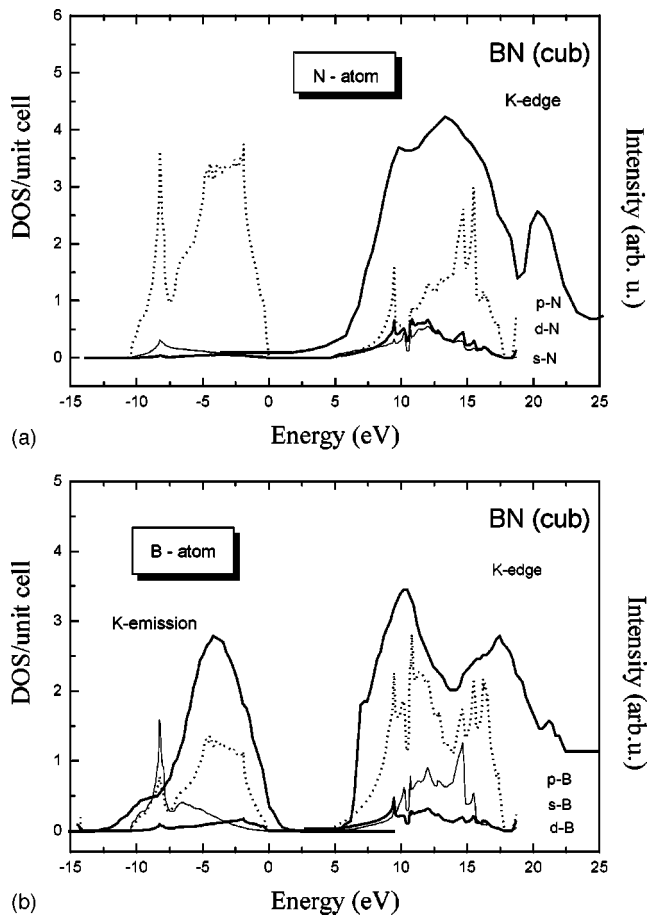 6
5
4
3
2
1
0
DOS/unit cell
N - atom
BN (cub)
K-edge
Intensity (arb. u.)
p-N
d-N
s-N
-15 -10 -5 0 5 10 15 20 25
(a)
Energy (eV)
5
4
3
2
1
0
DOS/unit cell
BN (cub)
B - atom
K-edge
K-emission
Intensity (arb.u.)
p-B
s-B
d-B
-15 -10 -5 0 5 10 15 20 25
(b)
Energy (eV)